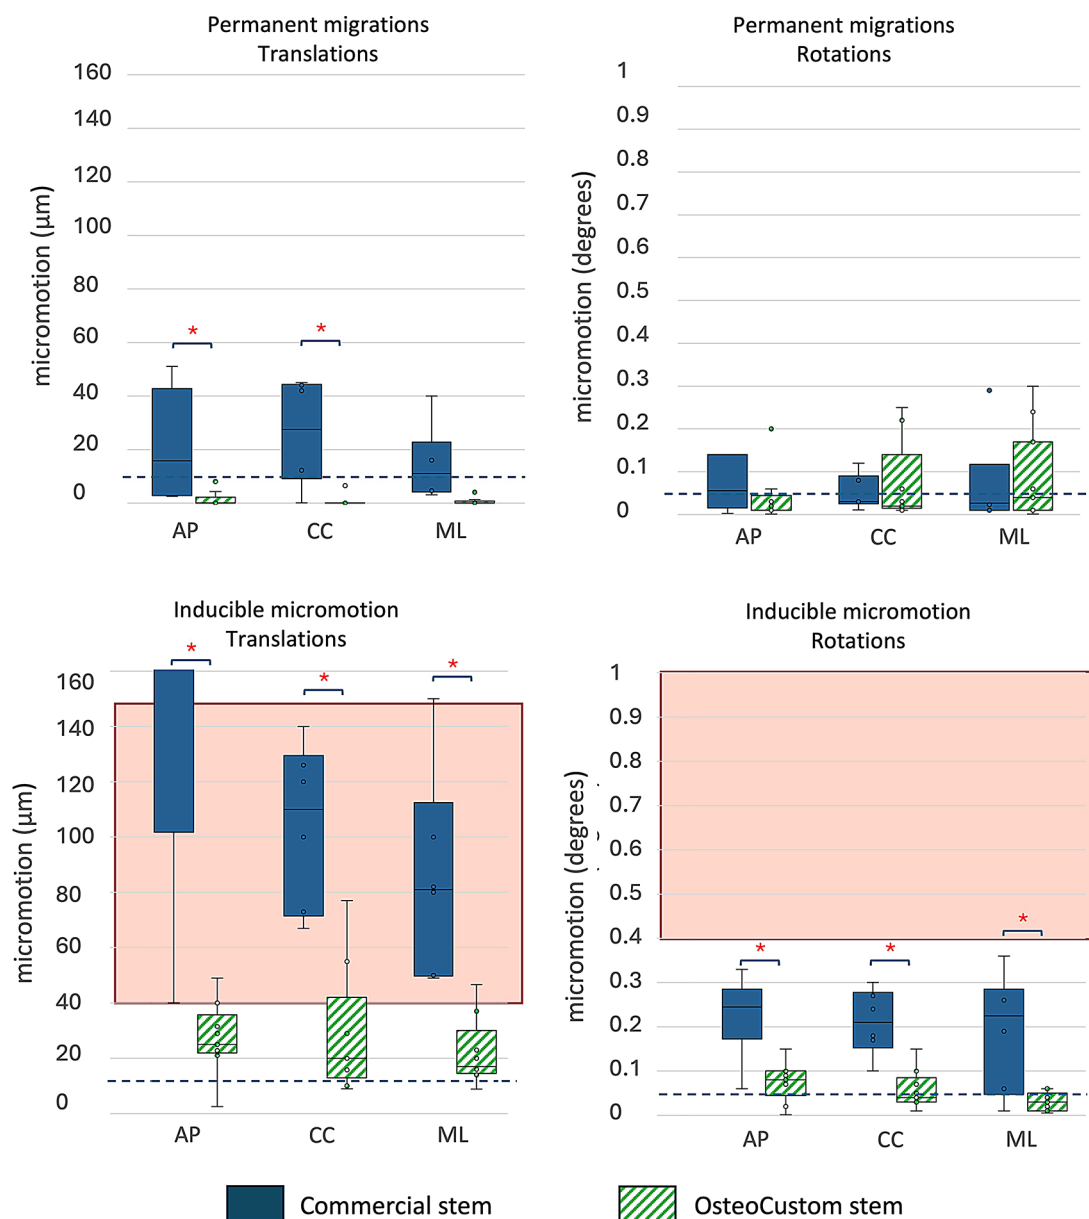 Permanent migrations
Translations
160
140
120
100
80
60
40
20
0
micromotion (µm)
*
*
AP
CC
ML
Permanent migrations
Rotations
1
0.9
0.8
0.7
0.6
0.5
0.4
0.3
0.2
0.1
0
micromotion (degrees)
AP
CC
ML
Inducible micromotion
Translations
160
140
120
100
80
60
40
20
0
micromotion (µm)
*
*
*
AP
CC
ML
Inducible micromotion
Rotations
1
0.9
0.8
0.7
0.6
0.5
0.4
0.3
0.2
0.1
0
micromotion (degrees)
*
*
*
AP
CC
ML
Commercial stem
OsteoCustom stem